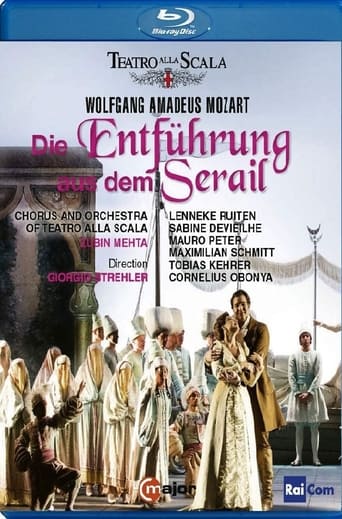 Blu-ray Disc
TEATRO ALLA SCALA
WOLFGANG AMADEUS MOZART
Die Entführung
aus dem Serail
CHORUS AND ORCHESTRA
OF TEATRO ALLA SCALA
ZUBIN MEHTA
Direction
GIORGIO STREHLER
LENNEKE RUITEN
SABINE DEVIEILHE
MAURO PETER
MAXIMILIAN SCHMITT
TOBIAS KEHRER
CORNELIUS OBONYA
C major
Rai Com